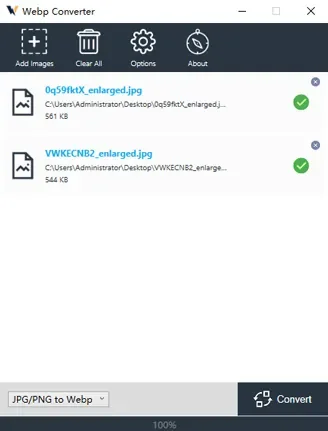 Webp Converter
Add Images
Clear All
Options
About
0q59fktX_enlarged.jpg
C:\Users\Administrator\Desktop\0q59fktX_enlarged.j...
561 KB
VWKECNB2_enlarged.jpg
C:\Users\Administrator\Desktop\VWKECNB2_enlarge...
544 KB
JPG/PNG to Webp
Convert
100%